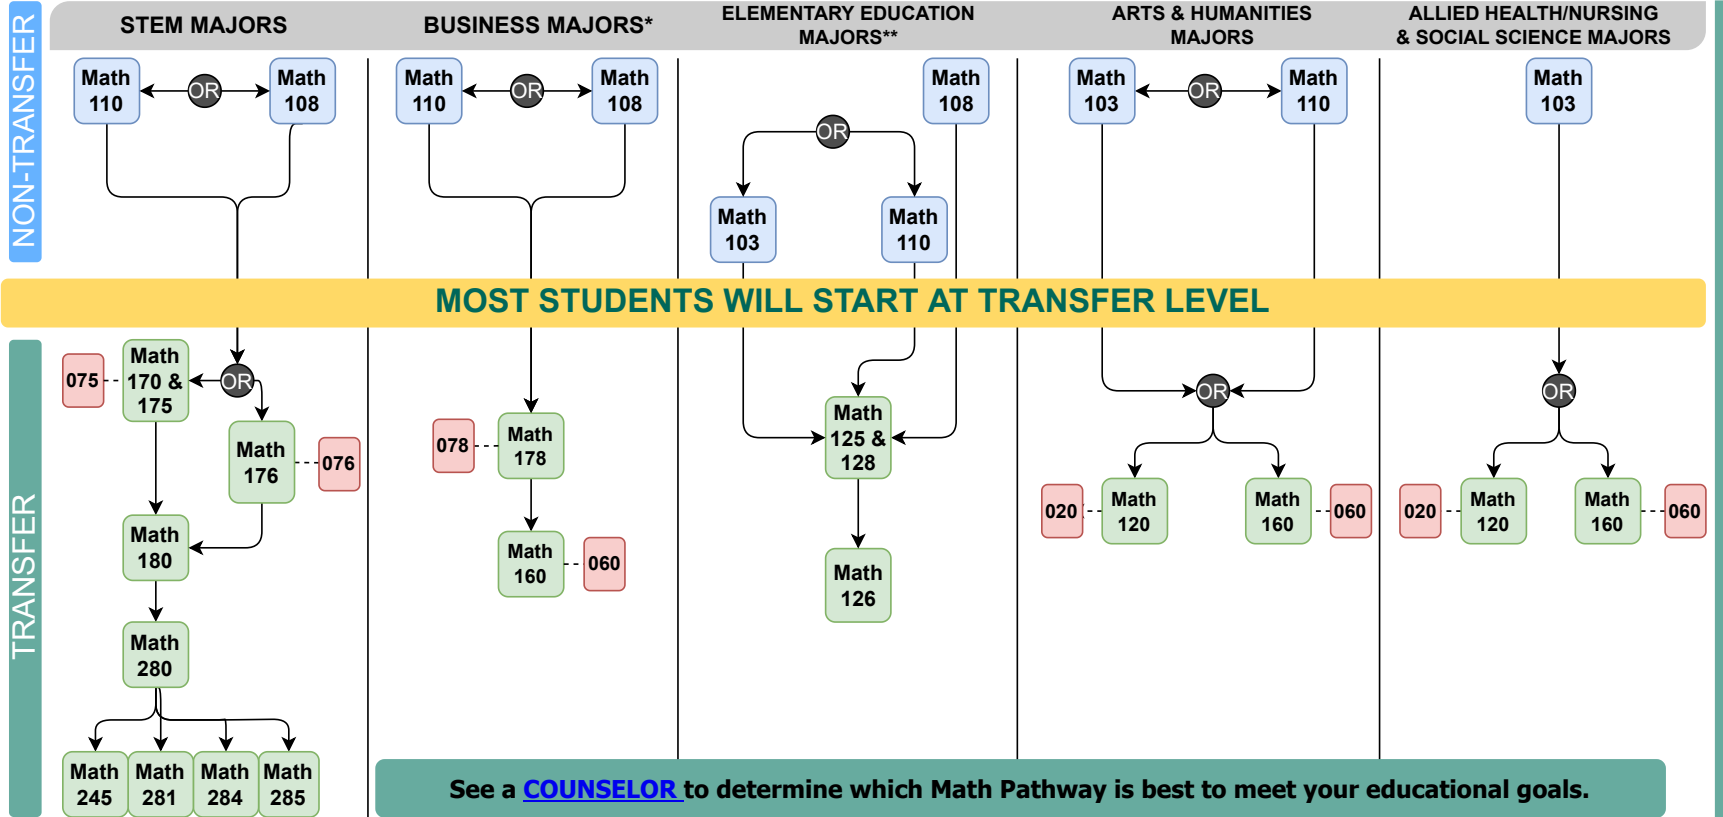 NON-TRANSFER
STEM MAJORS
BUSINESS MAJORS*
ELEMENTARY EDUCATION
MAJORS**
ARTS & HUMANITIES
MAJORS
ALLIED HEALTH/NURSING
& SOCIAL SCIENCE MAJORS
Math
110
OR
Math
108
Math
110
OR
Math
108
Math
108
OR
Math
103
Math
110
Math
103
OR
Math
110
Math
103
MOST STUDENTS WILL START AT TRANSFER LEVEL
TRANSFER
075
Math
170 &
175
OR
Math
176
076
Math
180
Math
280
Math
245
Math
281
Math
284
Math
285
078
Math
178
Math
160
060
Math
125 &
128
Math
126
OR
020
Math
120
Math
160
060
OR
020
Math
120
Math
160
060
See a COUNSELOR to determine which Math Pathway is best to meet your educational goals.